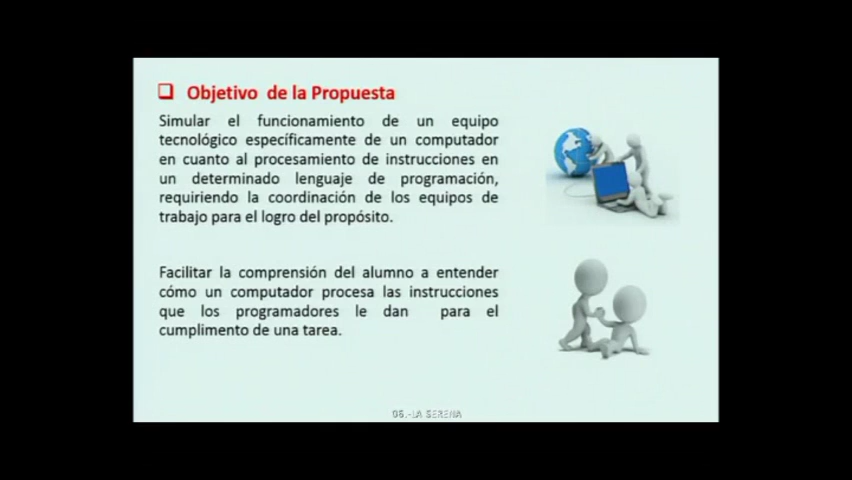 Objetivo de la Propuesta
Simular el funcionamiento de un equipo
tecnológico específicamente de un computador
en cuanto al procesamiento de instrucciones en
un determinado lenguaje de programación,
requiriendo la coordinación de los equipos de
trabajo para el logro del propósito.
Facilitar la comprensión del alumno a entender
cómo un computador procesa las instrucciones
que los programadores le dan para el
cumplimento de una tarea.
06.-LA SERENA